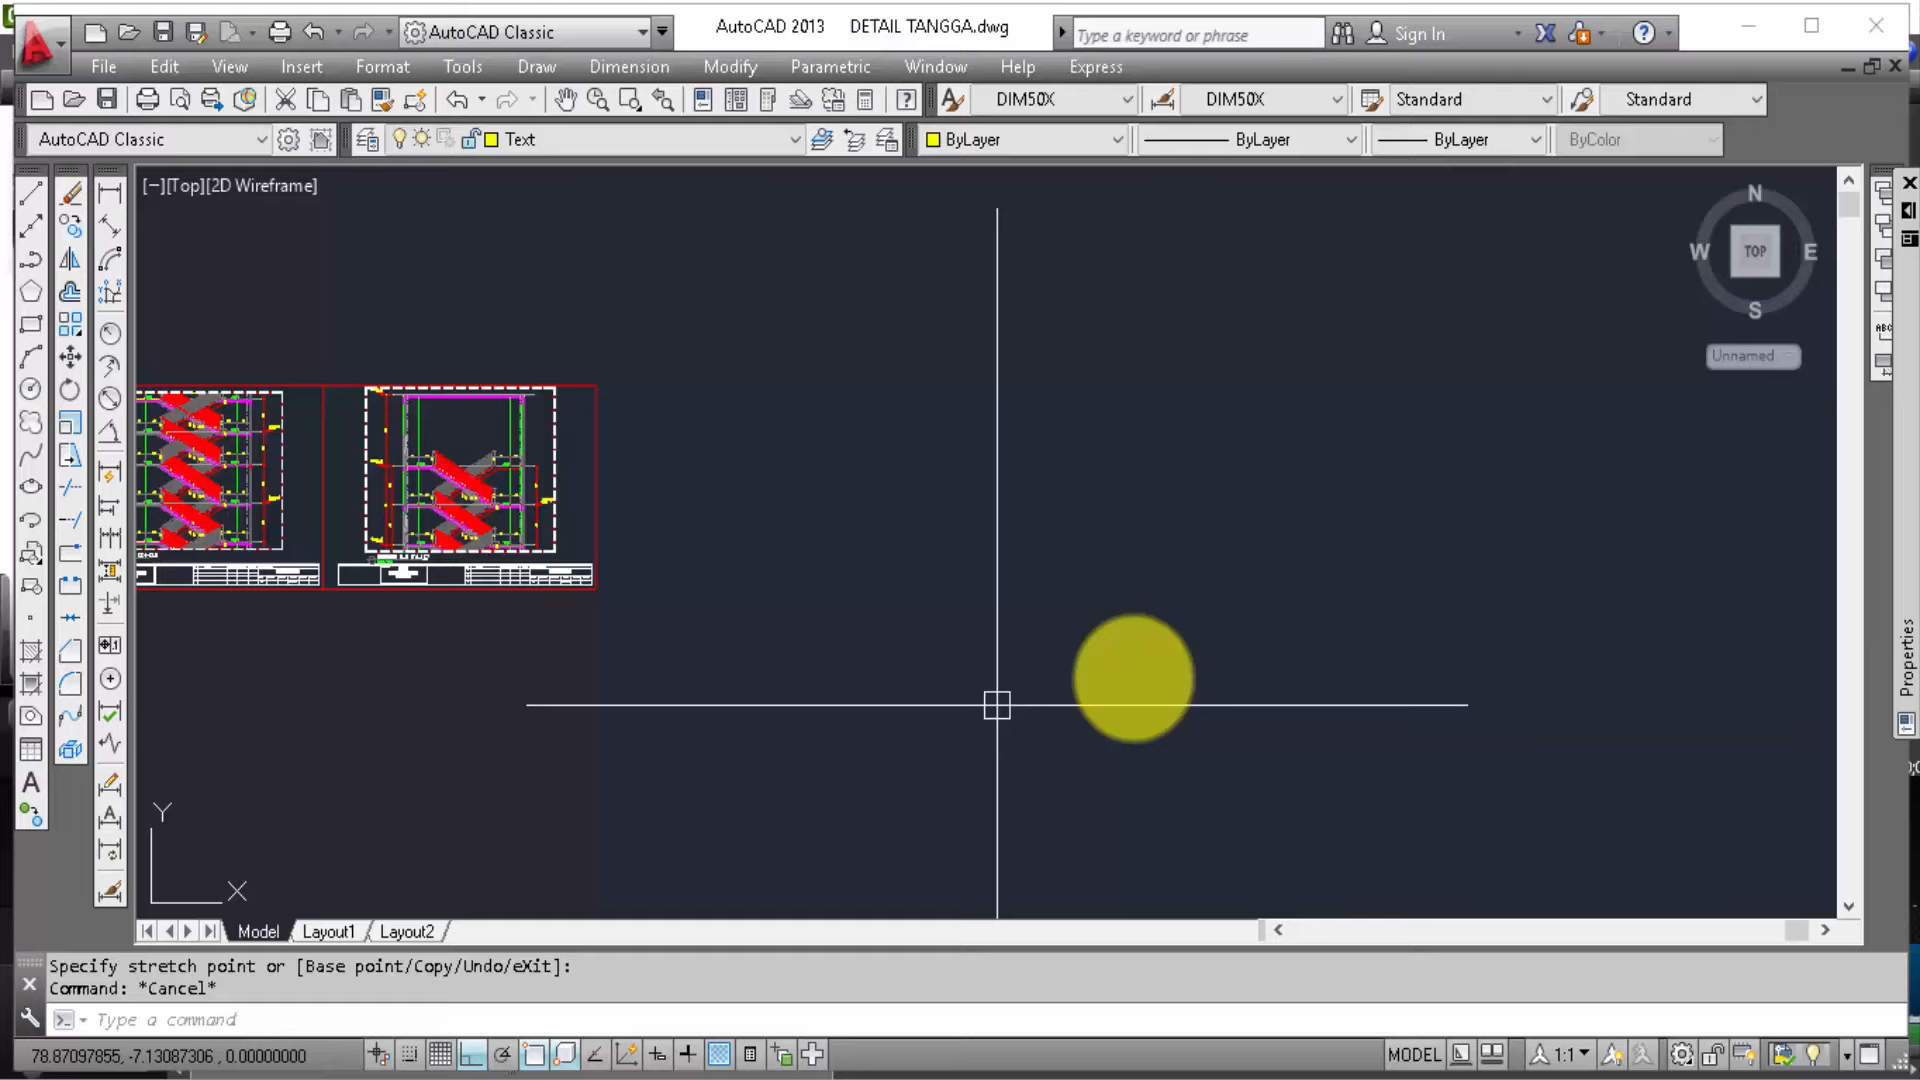 AutoCAD Classic
AutoCAD 2013 DETAIL TANGGA.dwg
Type a keyword or phrase
Sign In
File Edit View Insert Format Tools Draw Dimension Modify Parametric Window Help Express
DIM50X
DIM50X
Standard
Standard
AutoCAD Classic
Text
ByLayer
ByLayer
ByLayer
ByColor
[−][Top][2D Wireframe]
N
W TOP E
S
Unnamed
ABC
Properties
Y
X
Model Layout1 Layout2
Specify stretch point or [Base point/Copy/Undo/eXit]:
Command: *Cancel*
Type a command
78.87097855, -7.13087306 , 0.00000000
MODEL
1:1